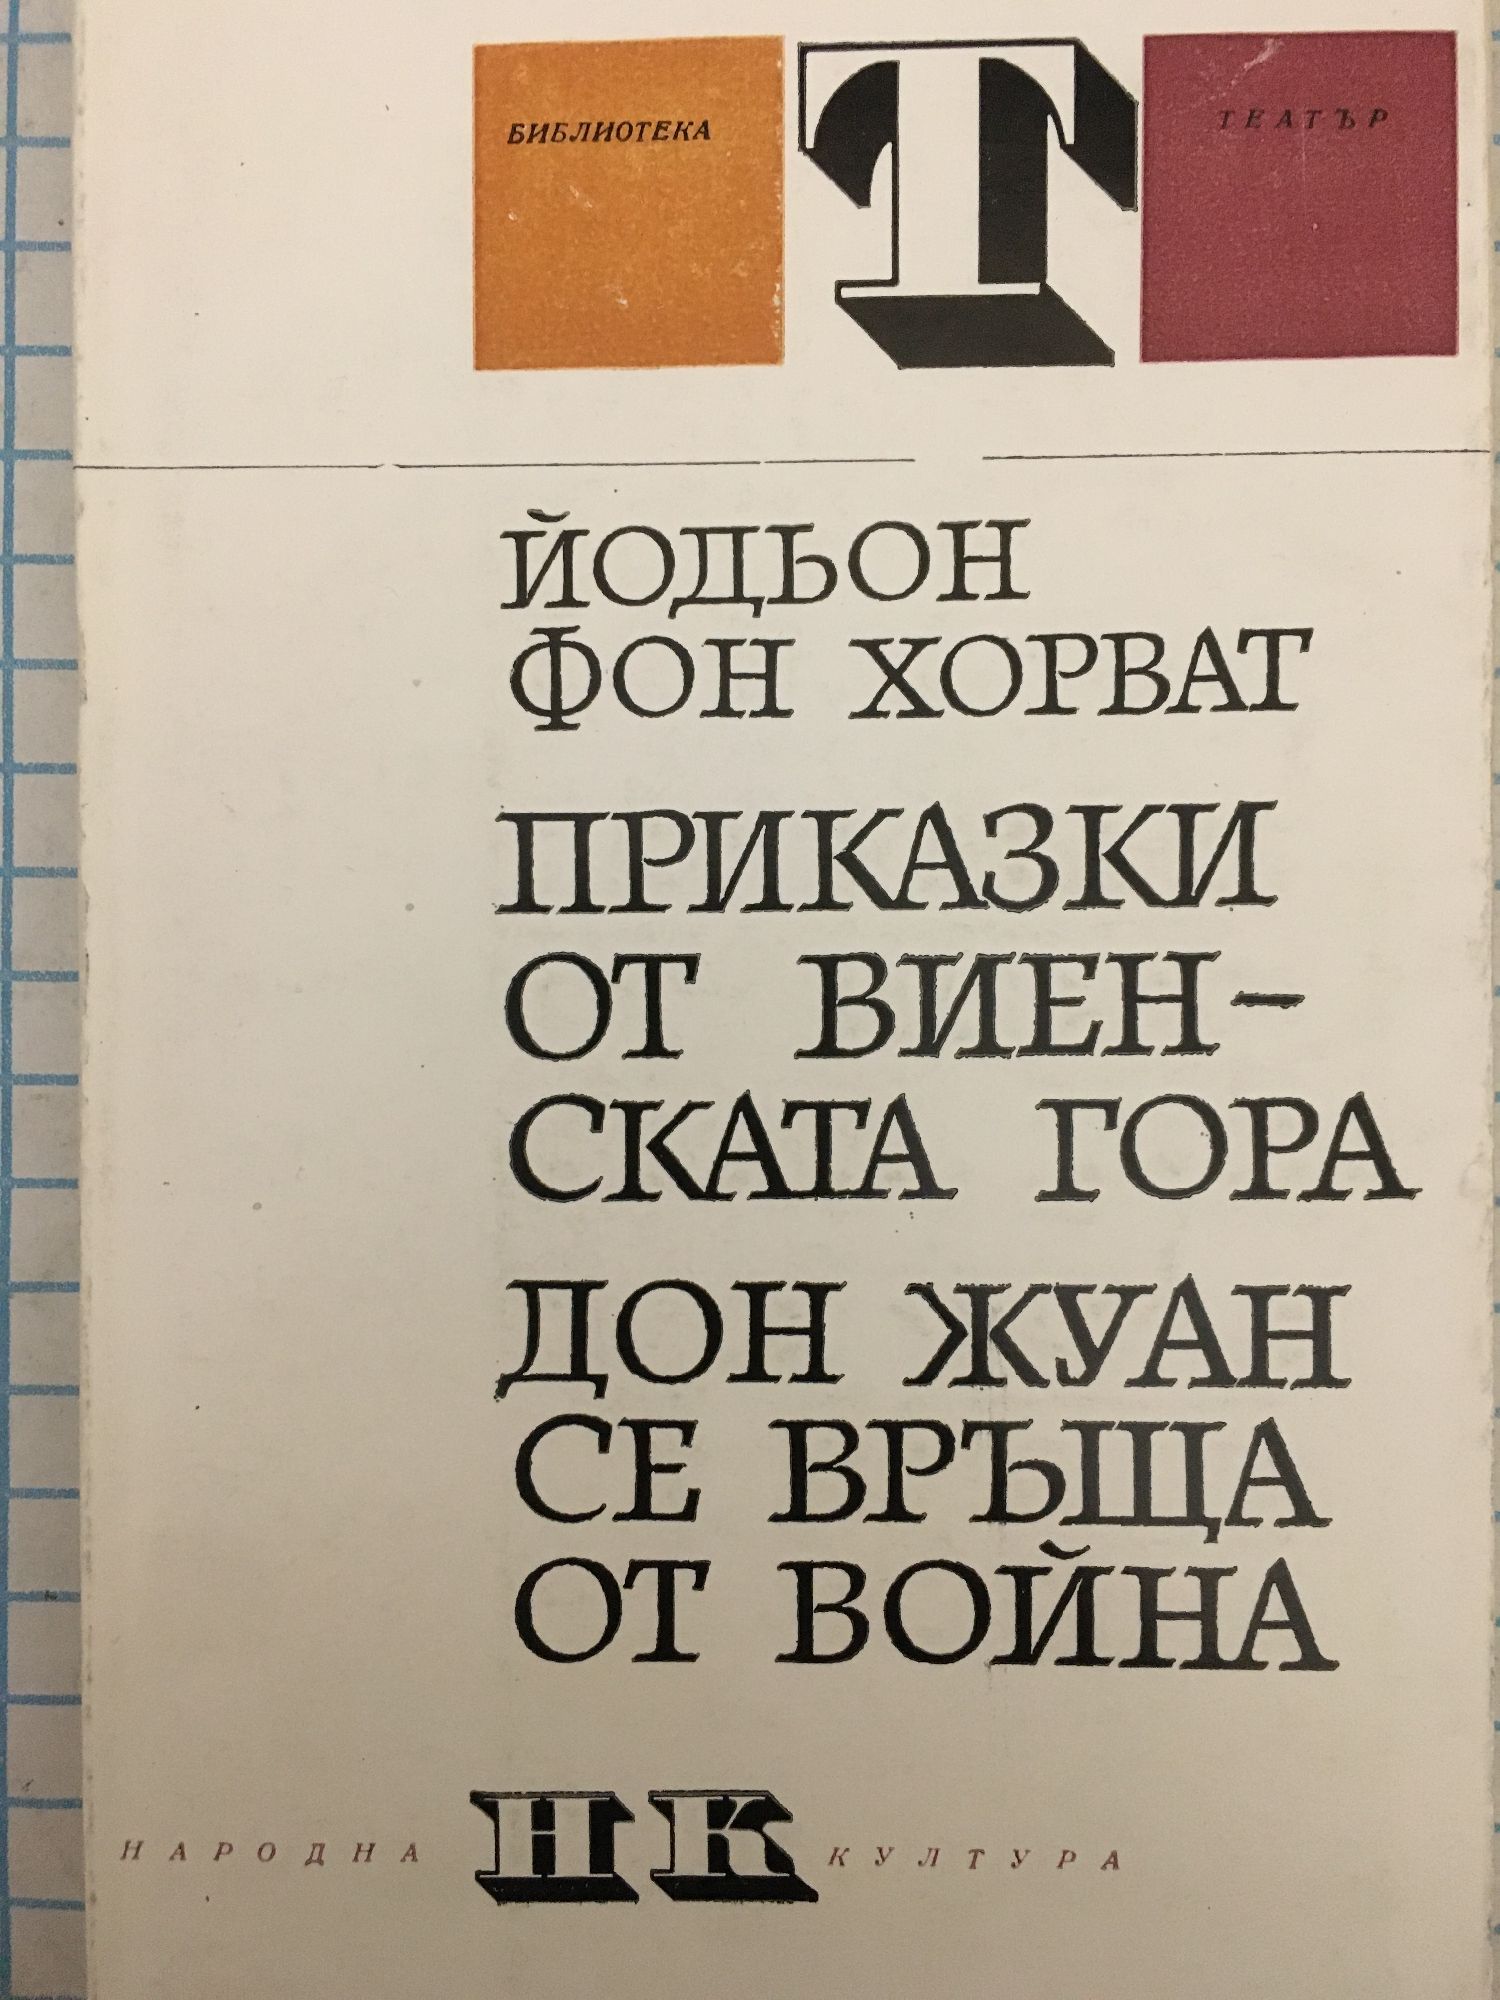 БИБЛИОТЕКА Т ТЕАТЪР
ЙОДЬОН
ФОН ХОРВАТ
ПРИКАЗКИ
ОТ ВИЕН-
СКАТА ГОРА
ДОН ЖУАН
СЕ ВРЪЩА
ОТ ВОЙНА
НАРОДНА НК КУЛТУРА